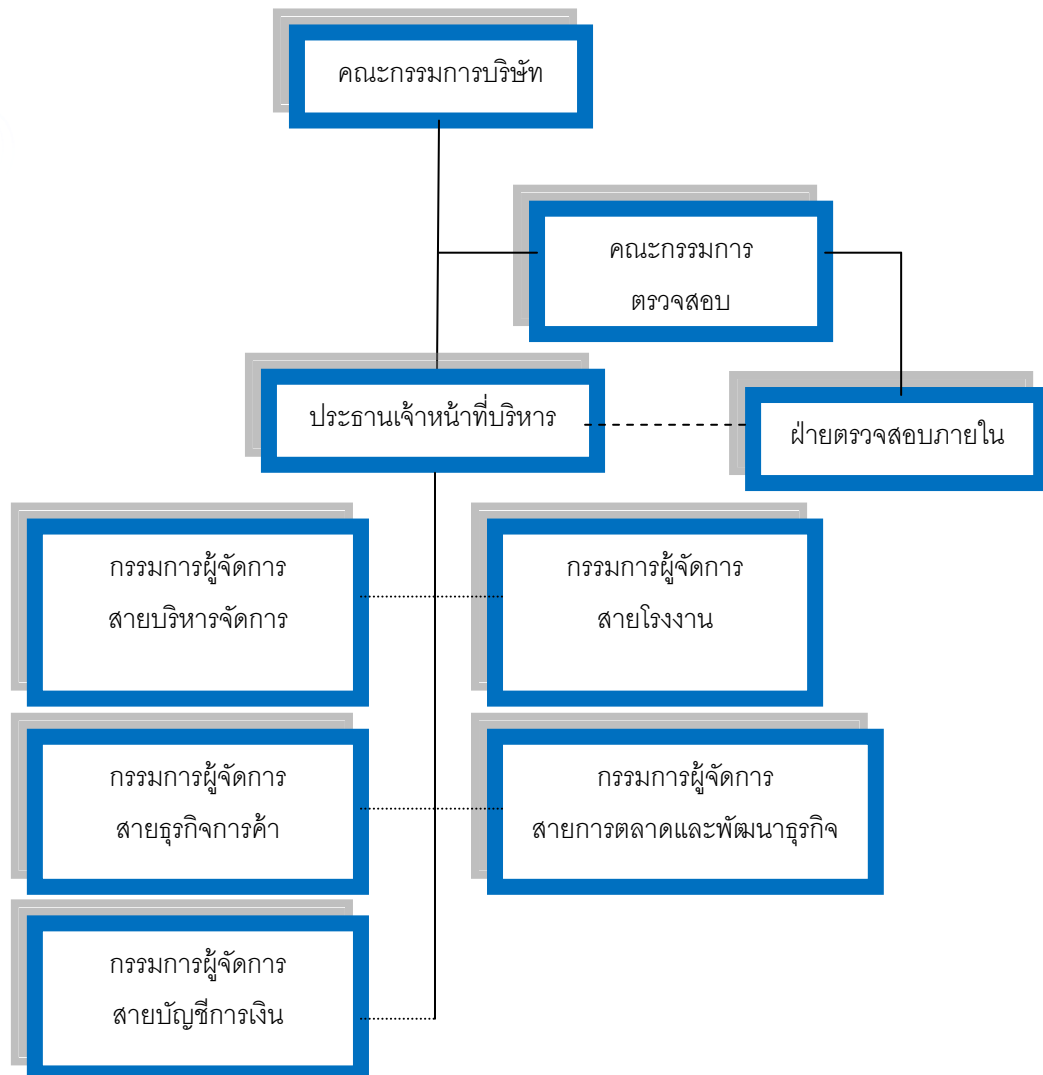 คณะกรรมการบริษัท
คณะกรรมการ
ตรวจสอบ
ประธานเจ้าหน้าที่บริหาร
ฝ่ายตรวจสอบภายใน
กรรมการผู้จัดการ
สายบริหารจัดการ
กรรมการผู้จัดการ
สายโรงงาน
กรรมการผู้จัดการ
สายธุรกิจการค้า
กรรมการผู้จัดการ
สายการตลาดและพัฒนาธุรกิจ
กรรมการผู้จัดการ
สายบัญชีการเงิน